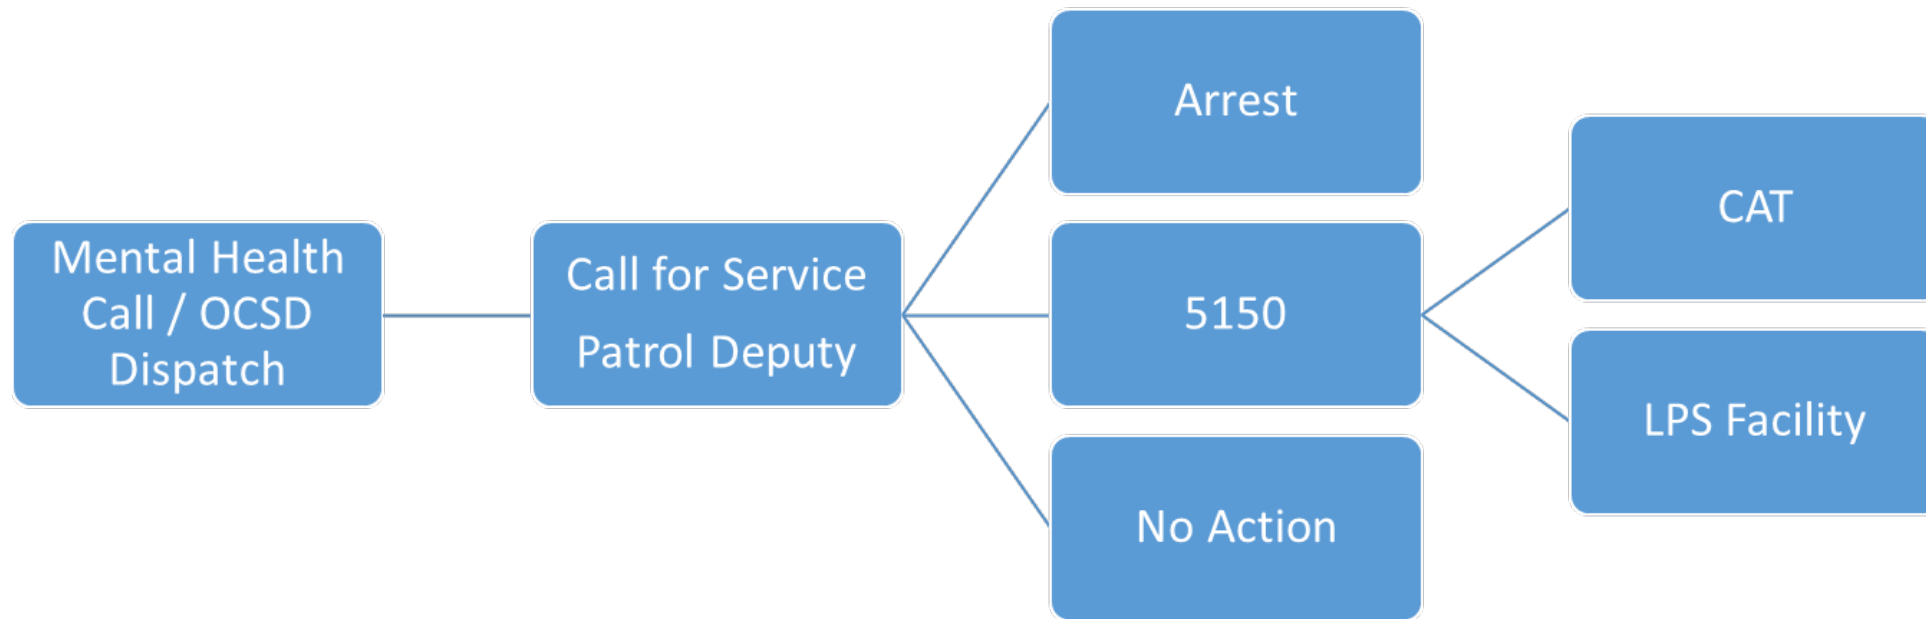 Mental Health
Call / OCSD
Dispatch
Call for Service
Patrol Deputy
Arrest
5150
No Action
CAT
LPS Facility